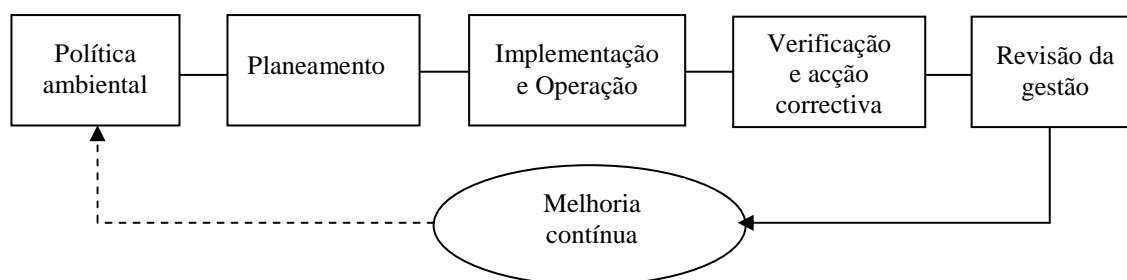 Política
ambiental
Planeamento
Implementação
e Operação
Verificação
e acção
correctiva
Revisão da
gestão
Melhoria
contínua